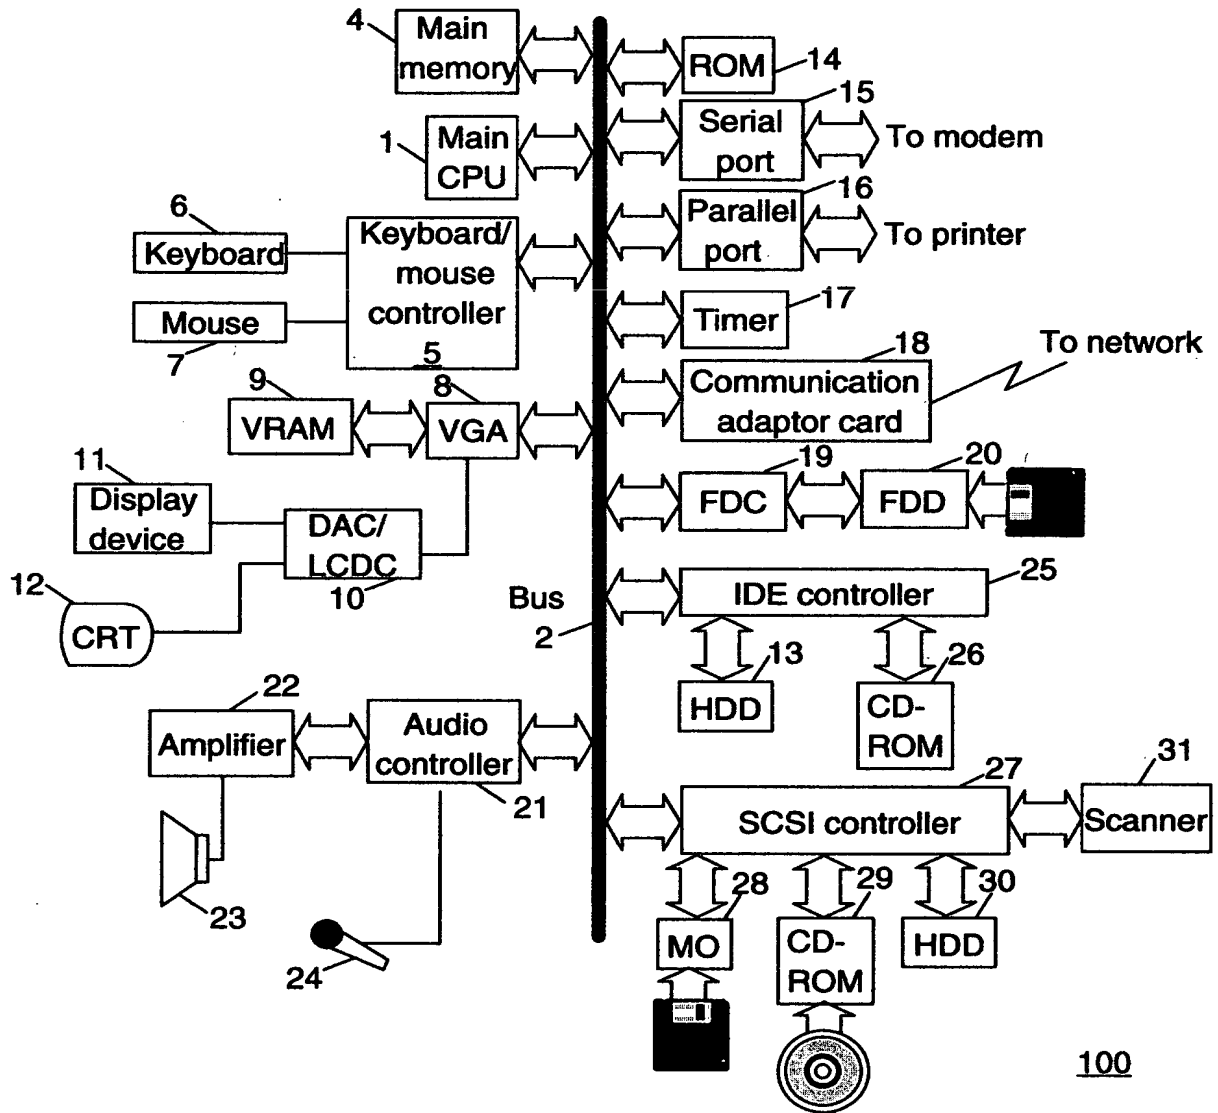 4
Main
memory
1
Main
CPU
6
Keyboard
Mouse
7
Keyboard/
mouse
controller
5
9
VRAM
8
VGA
11
Display
device
DAC/
LCDC
10
12
CRT
Bus
2
22
Amplifier
Audio
controller
21
23
24
ROM
14
15
Serial
port
To modem
16
Parallel
port
To printer
17
Timer
18
Communication
adaptor card
To network
19
FDC
20
FDD
25
IDE controller
13
HDD
26
CD-
ROM
27
SCSI controller
31
Scanner
28
MO
29
CD-
ROM
30
HDD
100